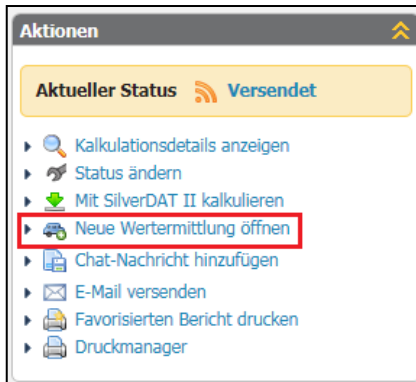 Aktionen
Aktueller Status Versendet
Kalkulationsdetails anzeigen
Status ändern
Mit SilverDAT II kalkulieren
Neue Wertermittlung öffnen
Chat-Nachricht hinzufügen
E-Mail versenden
Favorisierten Bericht drucken
Druckmanager